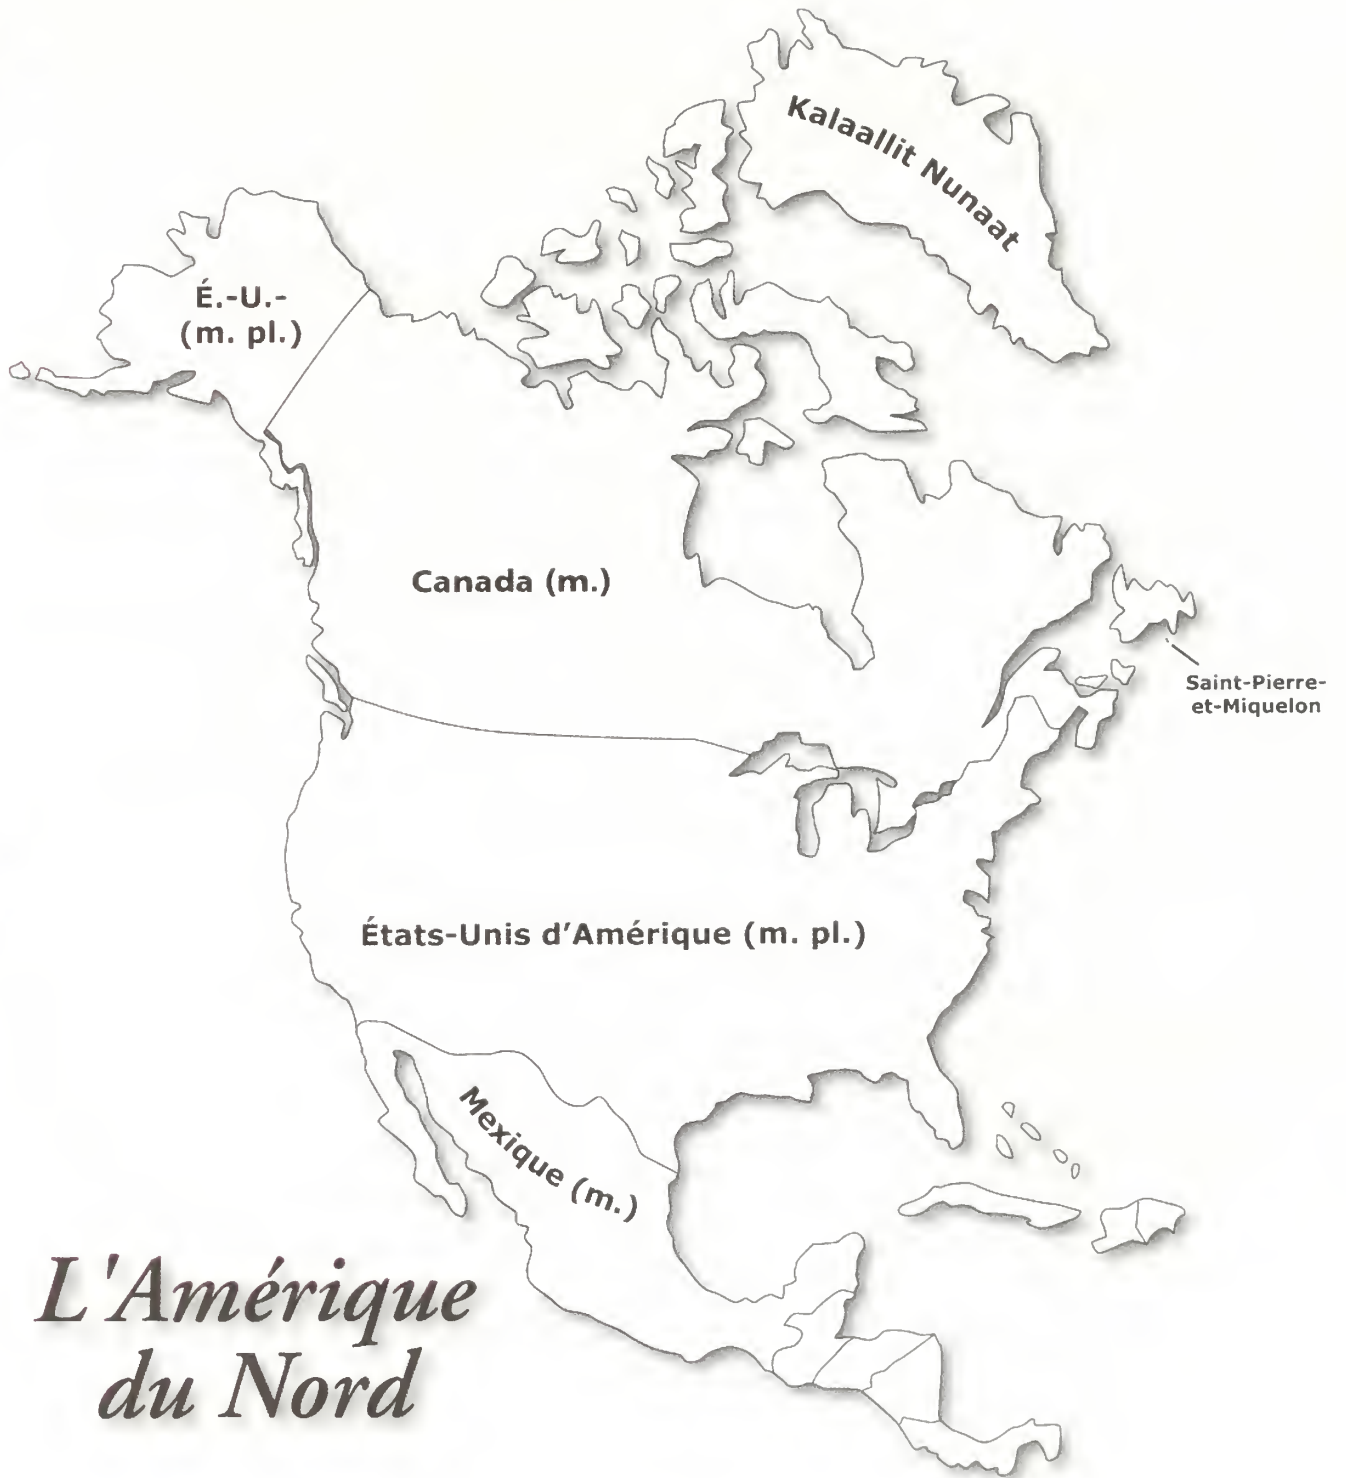 Kalaallit Nunaat
É.-U.-
(m. pl.)
Canada (m.)
Saint-Pierre-
et-Miquelon
États-Unis d’Amérique (m. pl.)
Mexique (m.)
L'Amérique
du Nord